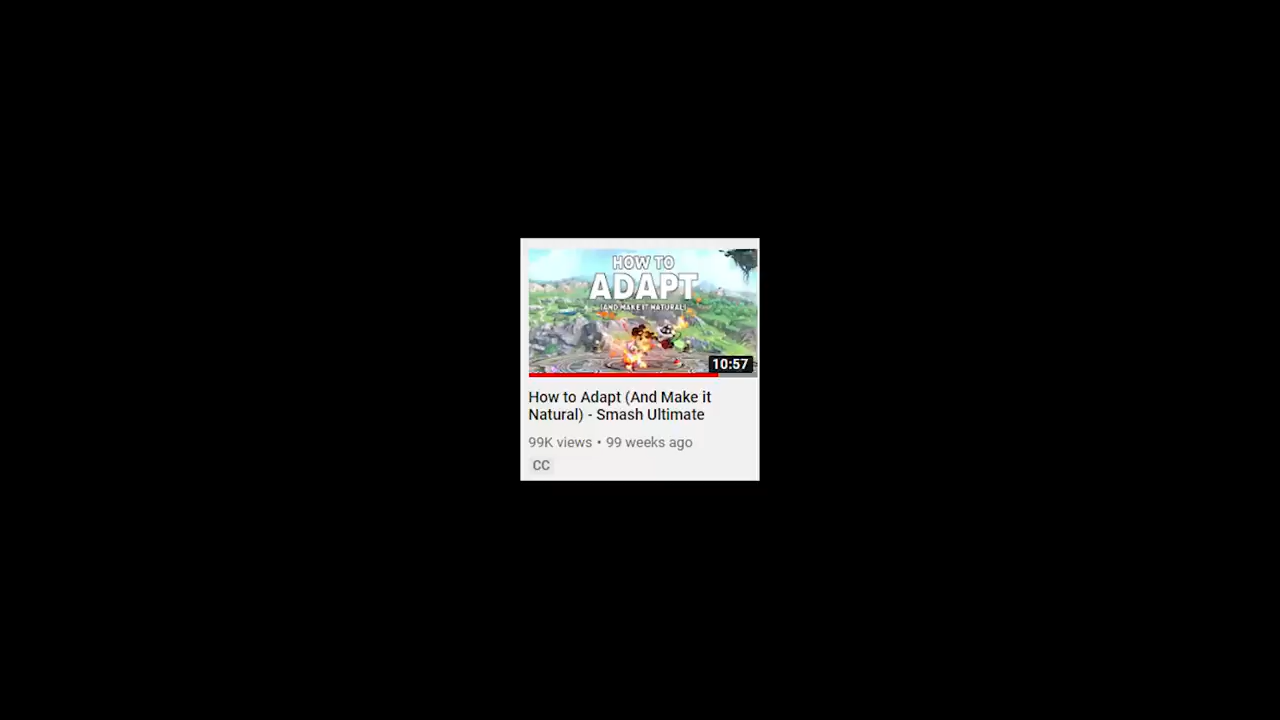 HOW TO
ADAPT
(AND MAKE IT NATURAL)
10:57
How to Adapt (And Make it
Natural) - Smash Ultimate
99K views • 99 weeks ago
CC